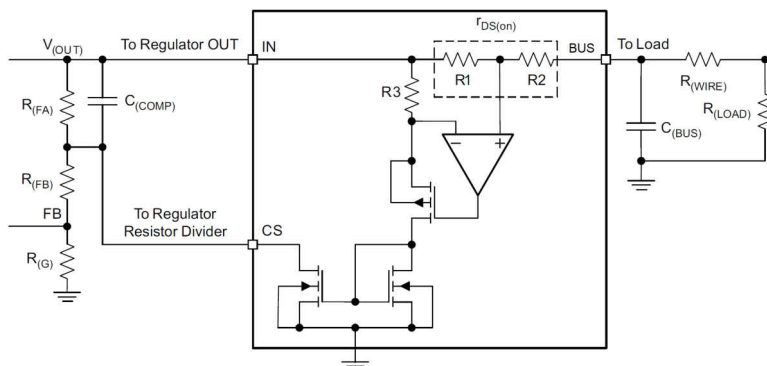 rDS(on)
V(OUT)
To Regulator OUT
IN
BUS
To Load
R1
R2
R3
R(FA)
C(COMP)
R(WIRE)
R(LOAD)
C(BUS)
−
+
R(FB)
FB
To Regulator
Resistor Divider
CS
R(G)